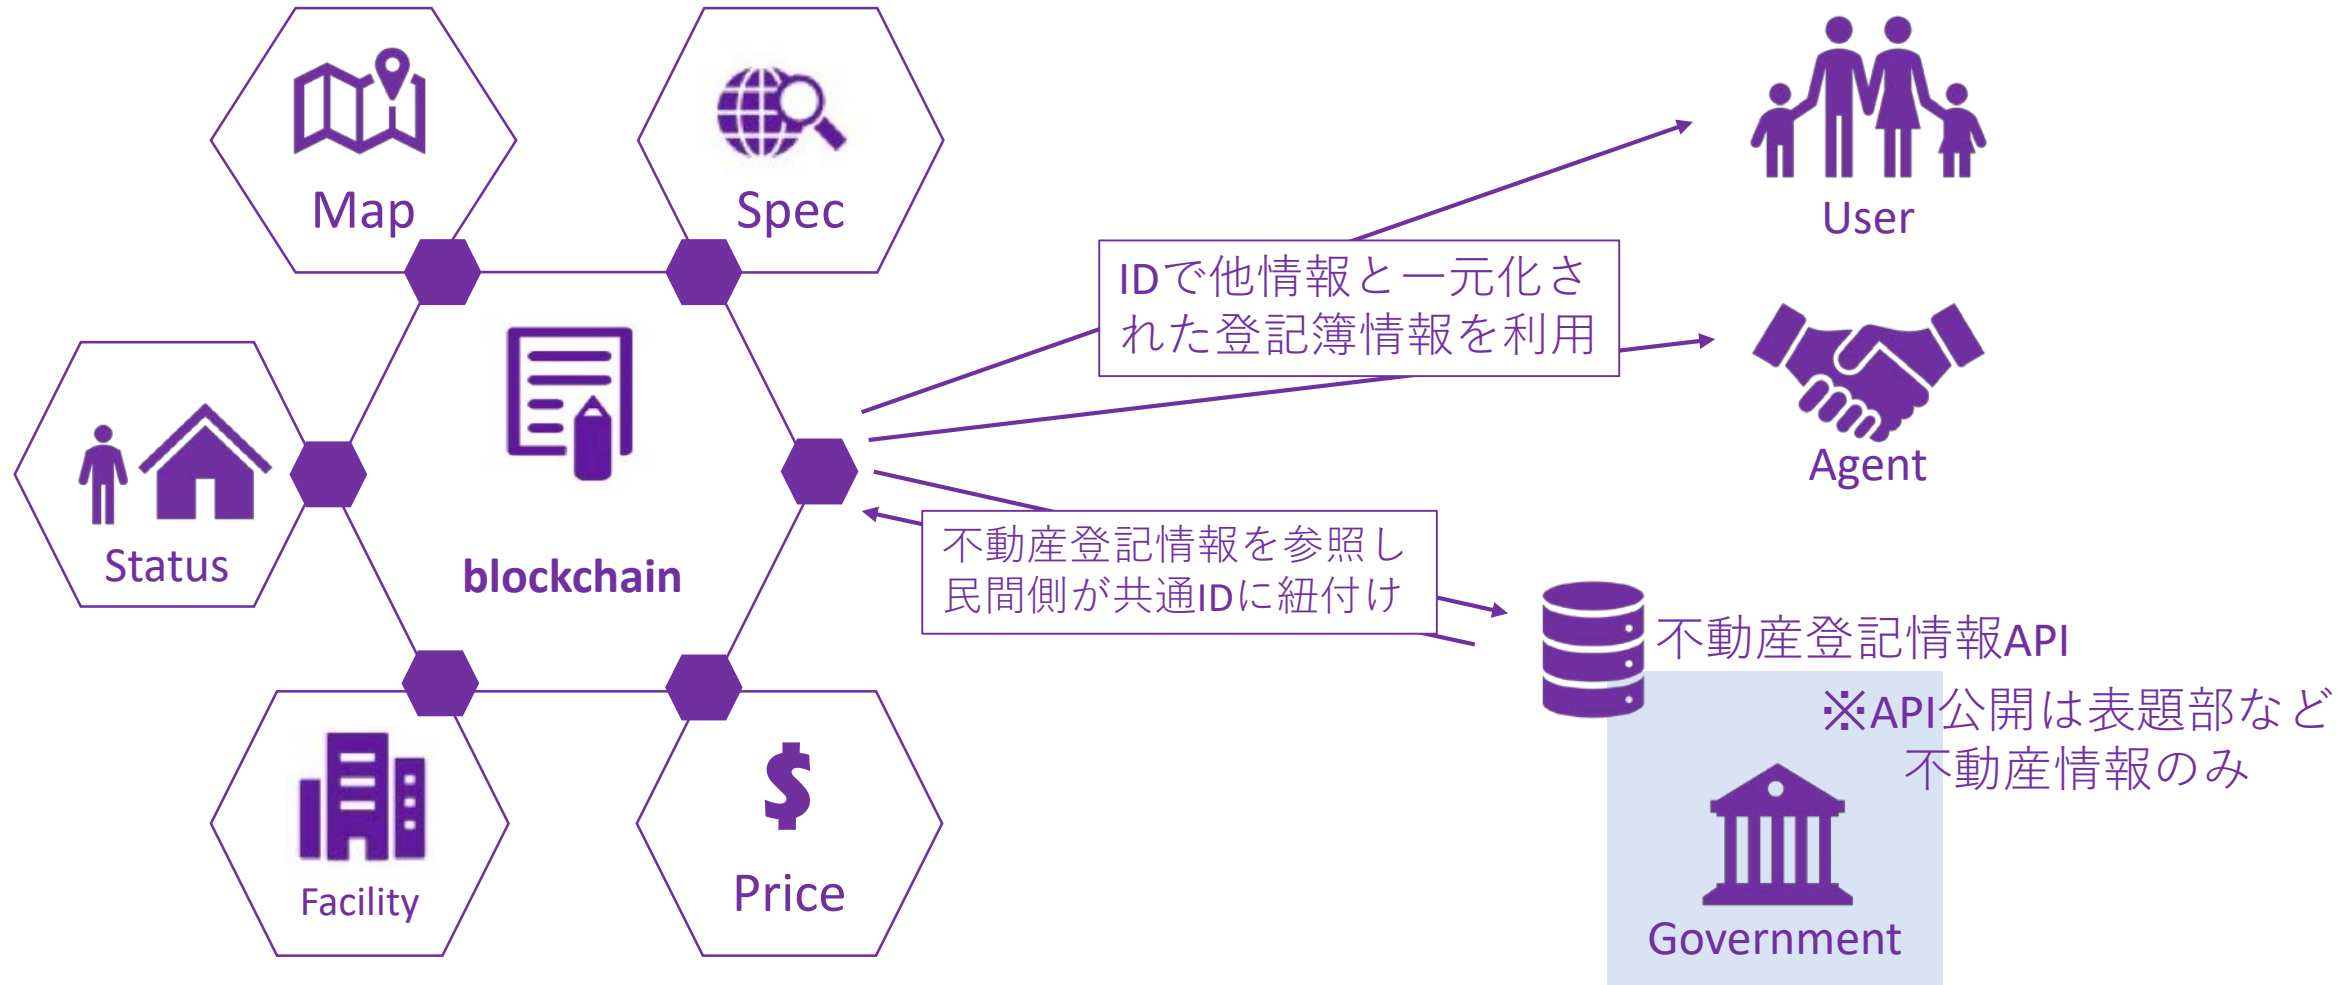 Map
Spec
User
IDで他情報と一元化さ
れた登記簿情報を利用
Agent
Status
blockchain
不動産登記情報を参照し
民間側が共通IDに紐付け
不動産登記情報API
※API公開は表題部など
不動産情報のみ
Facility
Price
Government